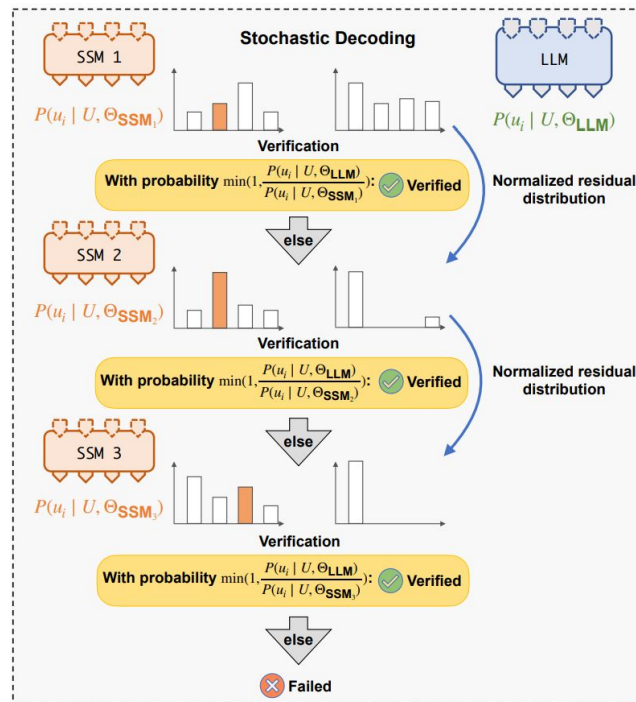 Stochastic Decoding
SSM 1
LLM
P(u_i | U, Θ_SSM₁)
P(u_i | U, Θ_LLM)
Verification
With probability min(1, P(u_i | U, Θ_LLM) / P(u_i | U, Θ_SSM₁)): Verified
Normalized residual
distribution
else
SSM 2
P(u_i | U, Θ_SSM₂)
Verification
With probability min(1, P(u_i | U, Θ_LLM) / P(u_i | U, Θ_SSM₂)): Verified
Normalized residual
distribution
else
SSM 3
P(u_i | U, Θ_SSM₃)
Verification
With probability min(1, P(u_i | U, Θ_LLM) / P(u_i | U, Θ_SSM₃)): Verified
else
Failed